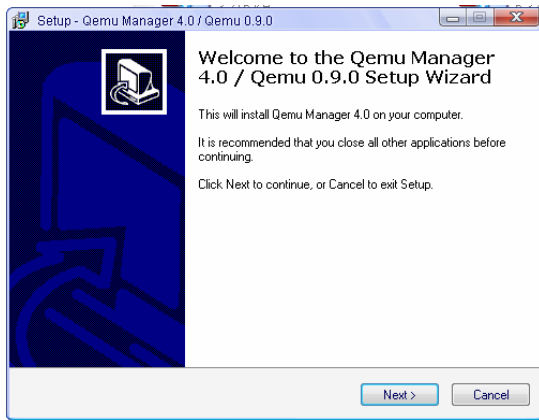 Setup - Qemu Manager 4.0 / Qemu 0.9.0
Welcome to the Qemu Manager
4.0 / Qemu 0.9.0 Setup Wizard
This will install Qemu Manager 4.0 on your computer.
It is recommended that you close all other applications before
continuing.
Click Next to continue, or Cancel to exit Setup.
Next >
Cancel